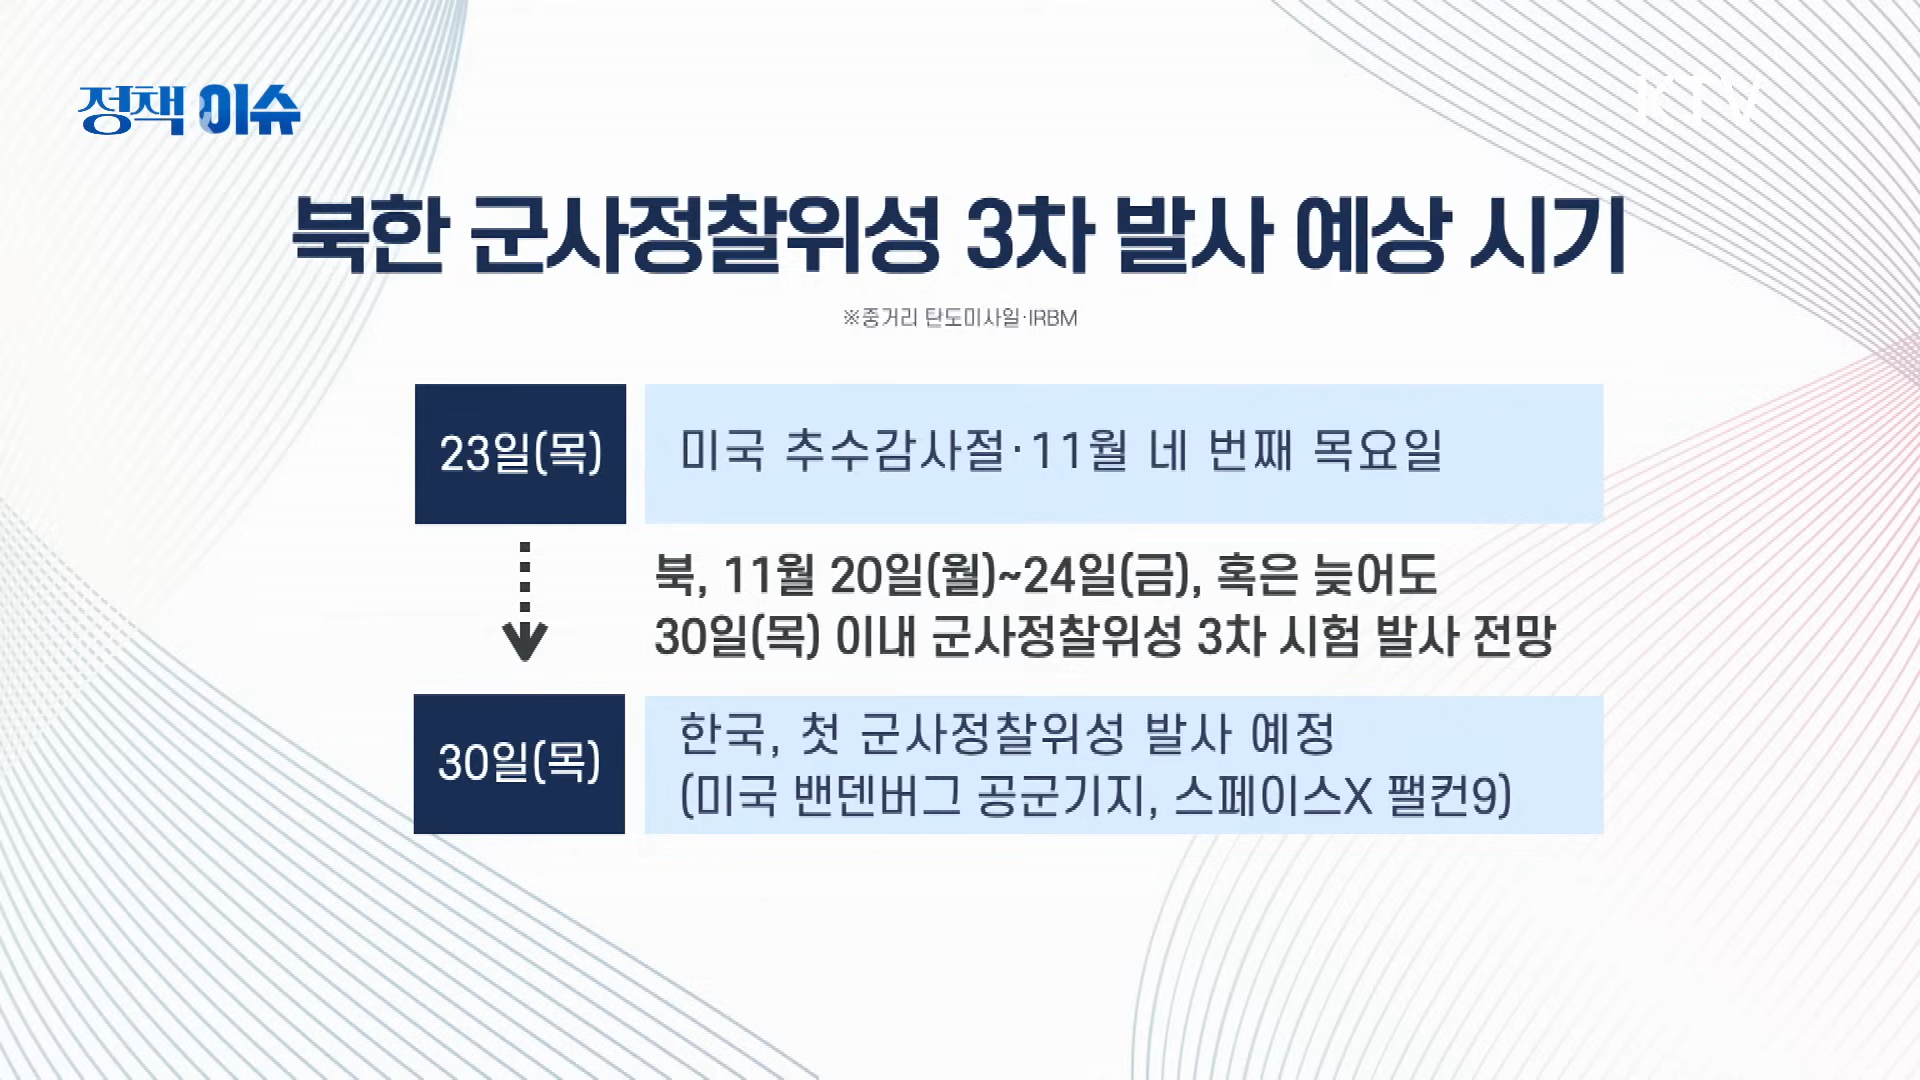 정책&이슈
KTV
북한 군사정찰위성 3차 발사 예상 시기
※중거리 탄도미사일·IRBM
23일(목)
미국 추수감사절·11월 네 번째 목요일
북, 11월 20일(월)~24일(금), 혹은 늦어도
30일(목) 이내 군사정찰위성 3차 시험 발사 전망
30일(목)
한국, 첫 군사정찰위성 발사 예정
(미국 밴덴버그 공군기지, 스페이스X 팰컨9)